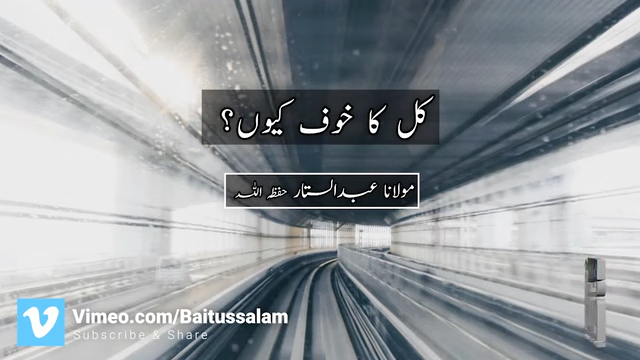 کل کا خوف کیوں؟
مولانا عبدالستار حفظہ اللہ
Vimeo.com/Baitussalam
Subscribe & Share